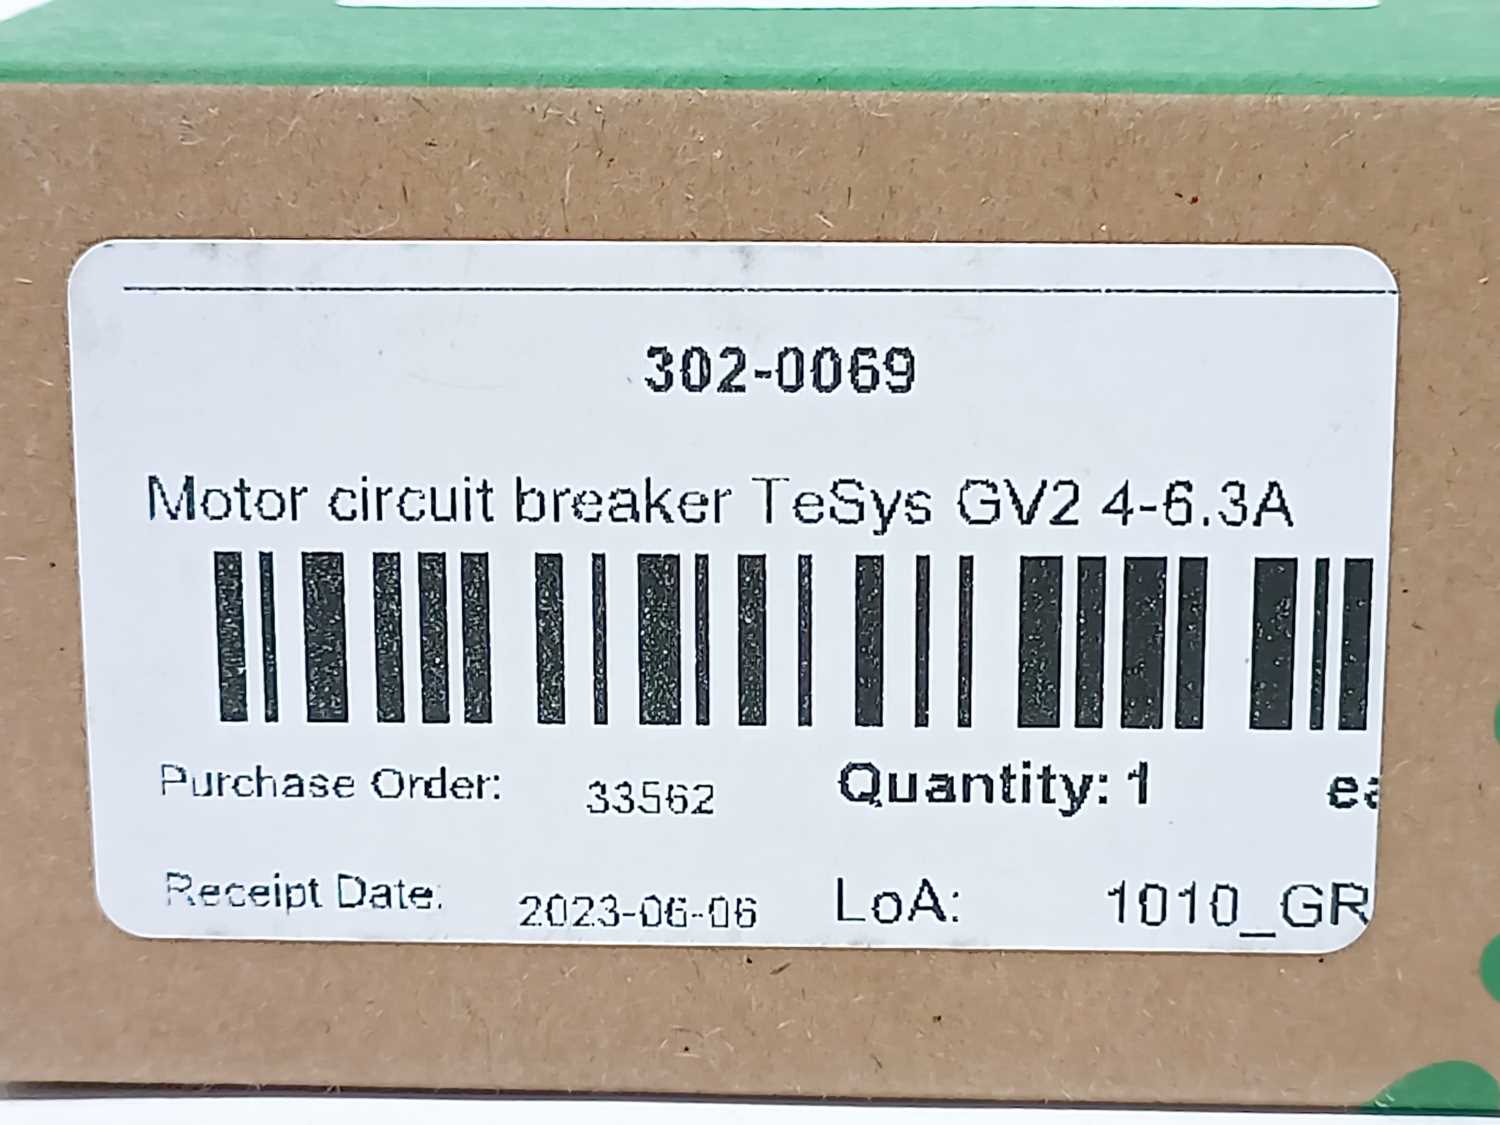 302-0069
Motor circuit breaker TeSys GV2 4-6.3A
Purchase Order: 33562 Quantity: 1 ea
Receipt Date: 2023-06-06 LoA: 1010_GR